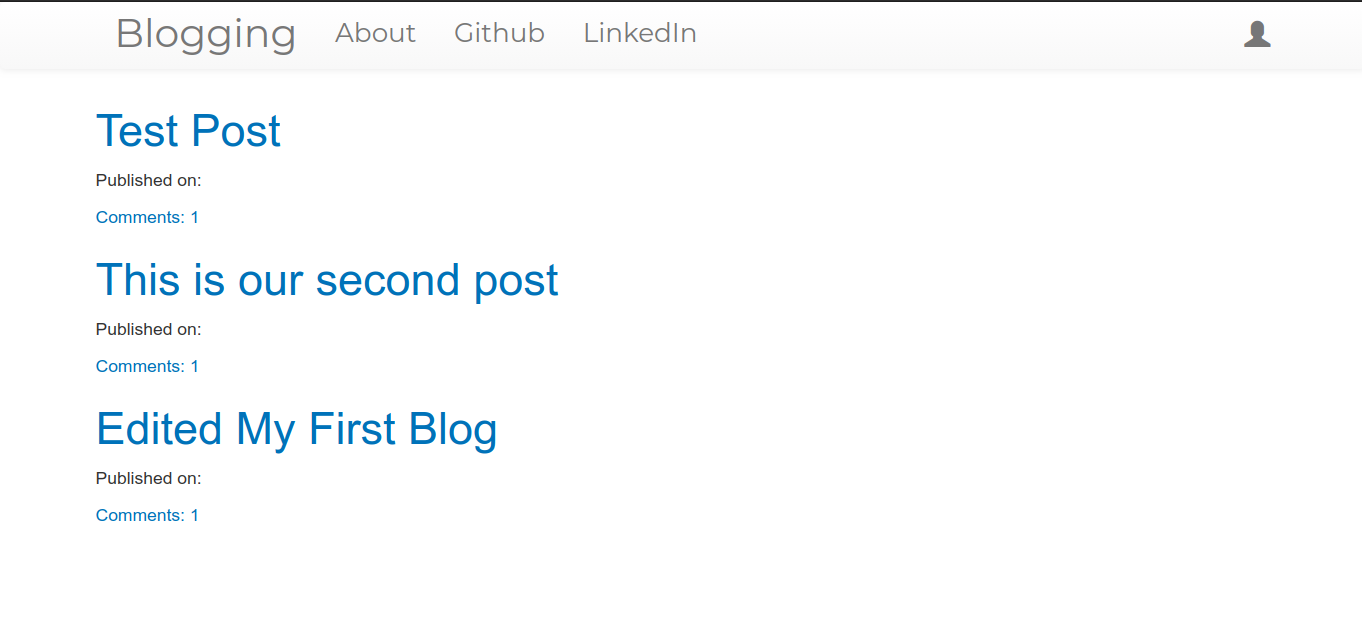 Blogging About Github LinkedIn
Test Post
Published on:
Comments: 1
This is our second post
Published on:
Comments: 1
Edited My First Blog
Published on:
Comments: 1